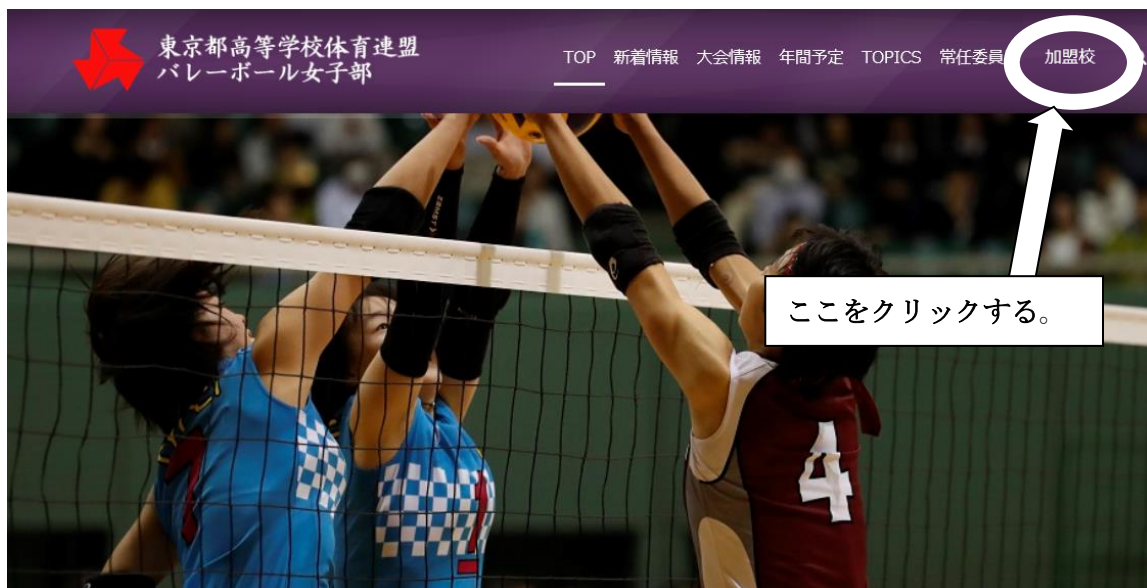 東京都高等学校体育連盟
バレーボール女子部
TOP 新着情報 大会情報 年間予定 TOPICS 常任委員 加盟校
ここをクリックする。
7
1
4